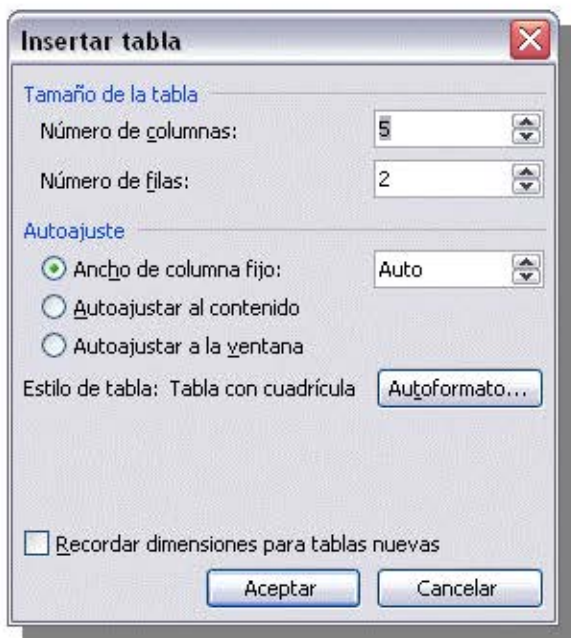 Insertar tabla
Tamaño de la tabla
Número de columnas: 5
Número de filas: 2
Autoajuste
Ancho de columna fijo: Auto
Autoajustar al contenido
Autoajustar a la ventana
Estilo de tabla: Tabla con cuadrícula Autoformato...
Recordar dimensiones para tablas nuevas
Aceptar Cancelar